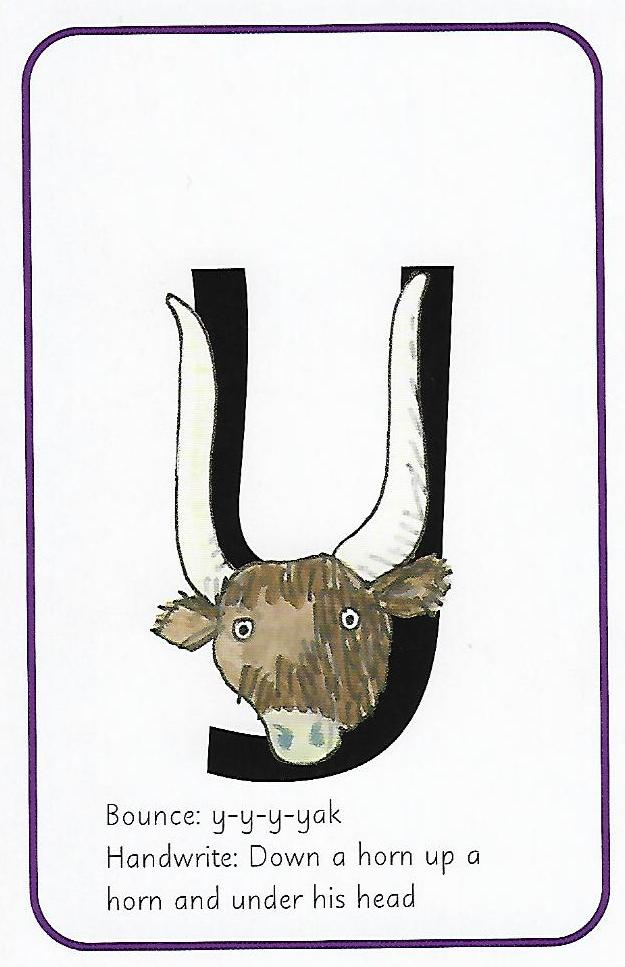 y
Bounce: y-y-y-yak
Handwrite: Down a horn up a
horn and under his head